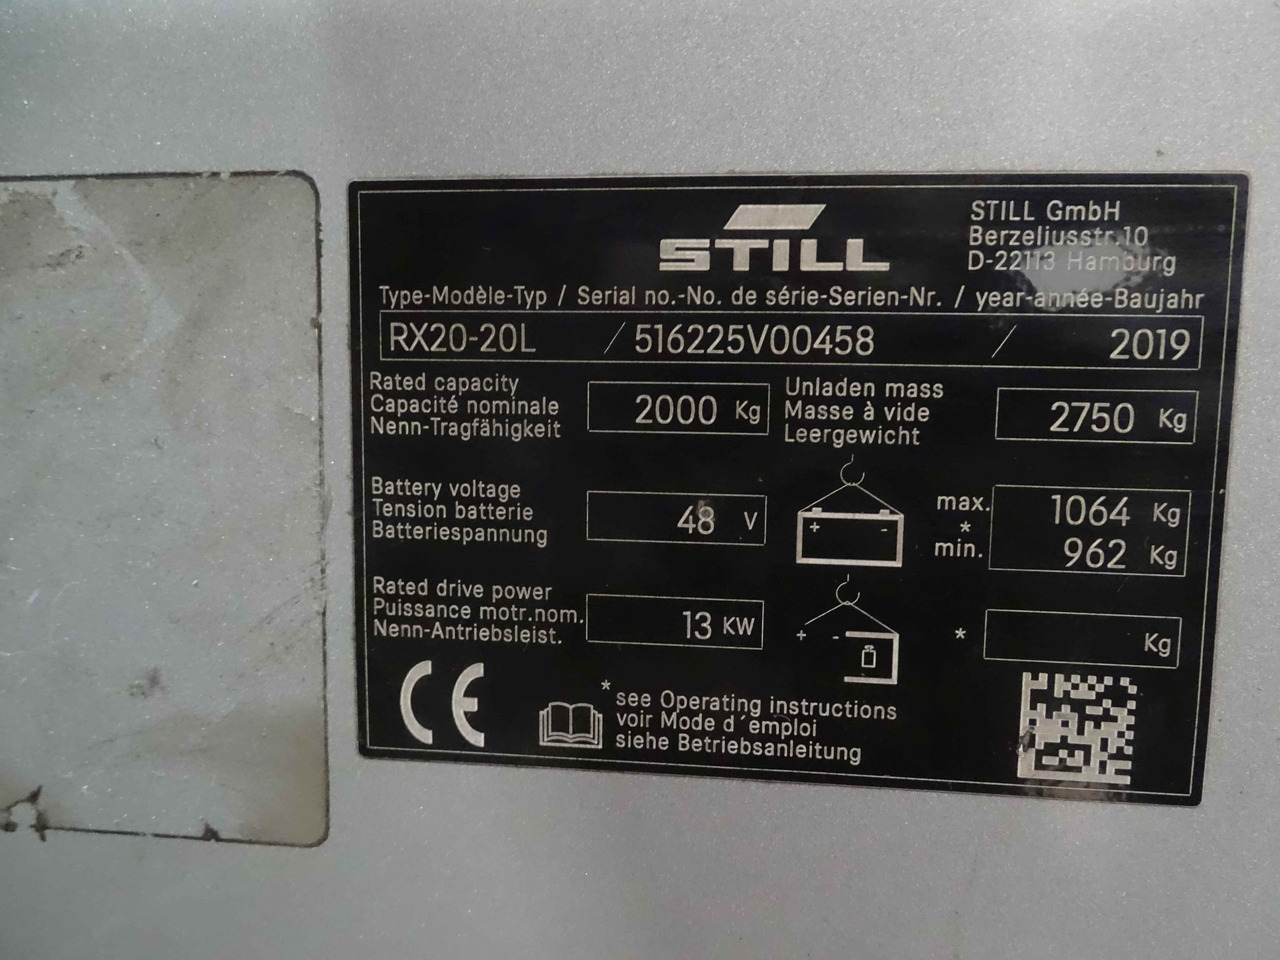 STILL
STILL GmbH
Berzeliusstr.10
D-22113 Hamburg
Type-Modèle-Typ / Serial no.-No. de série-Serien-Nr. / year-année-Baujahr
RX20-20L / 516225V00458 / 2019
Rated capacity
Capacité nominale
Nenn-Tragfähigkeit
2000 Kg
Unladen mass
Masse à vide
Leergewicht
2750 Kg
Battery voltage
Tension batterie
Batteriespannung
48 V
+ -
max. 1064 Kg
*
min. 962 Kg
Rated drive power
Puissance motr.nom.
Nenn-Antriebsleist.
13 KW
+ -
* Kg
CE
* see Operating instructions
voir Mode d´emploi
siehe Betriebsanleitung